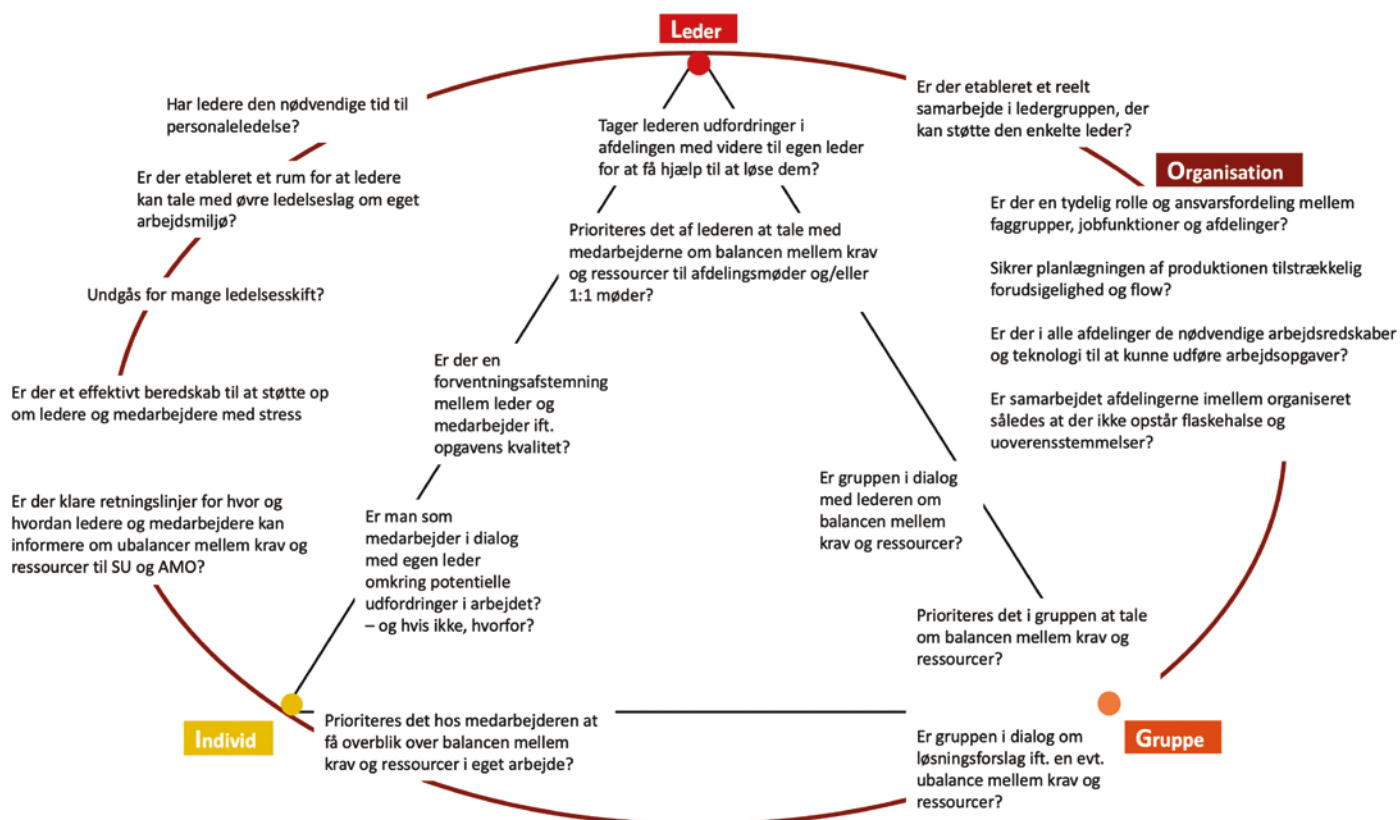 Leder
Har ledere den nødvendige tid til
personaleledelse?
Er der etableret et rum for at ledere
kan tale med øvre ledelseslag om eget
arbejdsmiljø?
Undgås for mange ledelsesskift?
Er der et effektivt beredskab til at støtte op
om ledere og medarbejdere med stress
Er der klare retningslinjer for hvor og
hvordan ledere og medarbejdere kan
informere om ubalancer mellem krav og
ressourcer til SU og AMO?
Tager lederen udfordringer i
afdelingen med videre til egen leder
for at få hjælp til at løse dem?
Prioriteres det af lederen at tale med
medarbejderne om balancen mellem krav
og ressourcer til afdelingsmøder og/eller
1:1 møder?
Er der en
forventningsafstemning
mellem leder og
medarbejder ift.
opgavens kvalitet?
Er man som
medarbejder i dialog
med egen leder
omkring potentielle
udfordringer i arbejdet?
– og hvis ikke, hvorfor?
Er der etableret et reelt
samarbejde i ledergruppen, der
kan støtte den enkelte leder?
Organisation
Er der en tydelig rolle og ansvarsfordeling mellem
faggrupper, jobfunktioner og afdelinger?
Sikrer planlægningen af produktionen tilstrækkelig
forudsigelighed og flow?
Er der i alle afdelinger de nødvendige arbejdsredskaber
og teknologi til at kunne udføre arbejdsopgaver?
Er samarbejdet afdelingerne imellem organiseret
således at der ikke opstår flaskehalse og
uoverensstemmelser?
Er gruppen i dialog
med lederen om
balancen mellem
krav og ressourcer?
Prioriteres det i gruppen at tale
om balancen mellem krav og
ressourcer?
Individ
Prioriteres det hos medarbejderen at
få overblik over balancen mellem
krav og ressourcer i eget arbejde?
Er gruppen i dialog om
løsningsforslag ift. en evt.
ubalance mellem krav og
ressourcer?
Gruppe